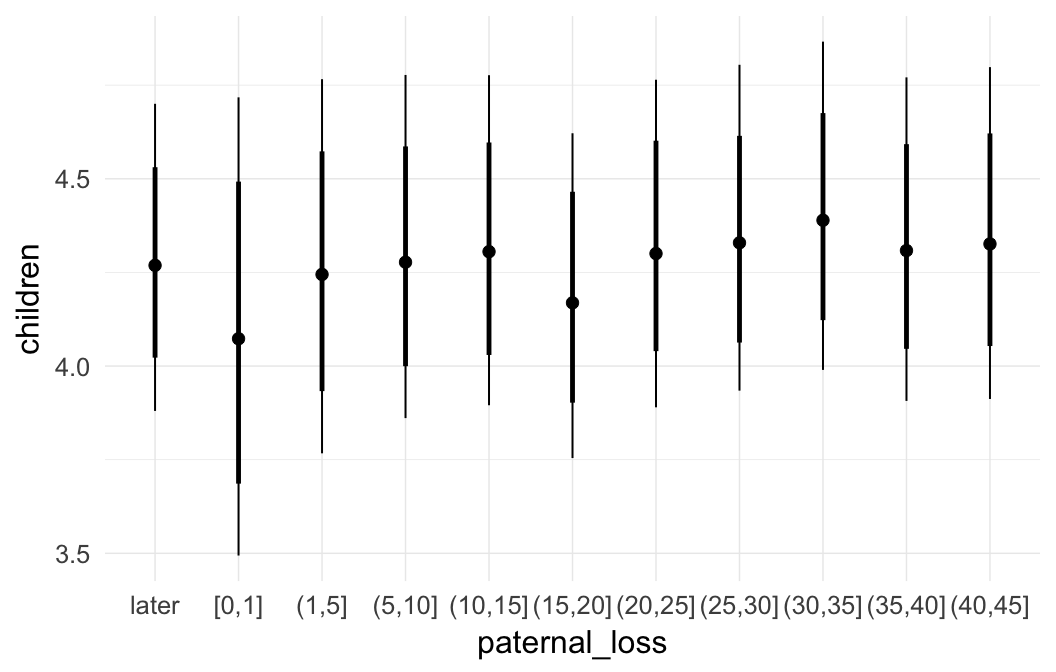 children
4.5
4.0
3.5
later [0,1] (1,5] (5,10] (10,15] (15,20] (20,25] (25,30] (30,35] (35,40] (40,45]
paternal_loss